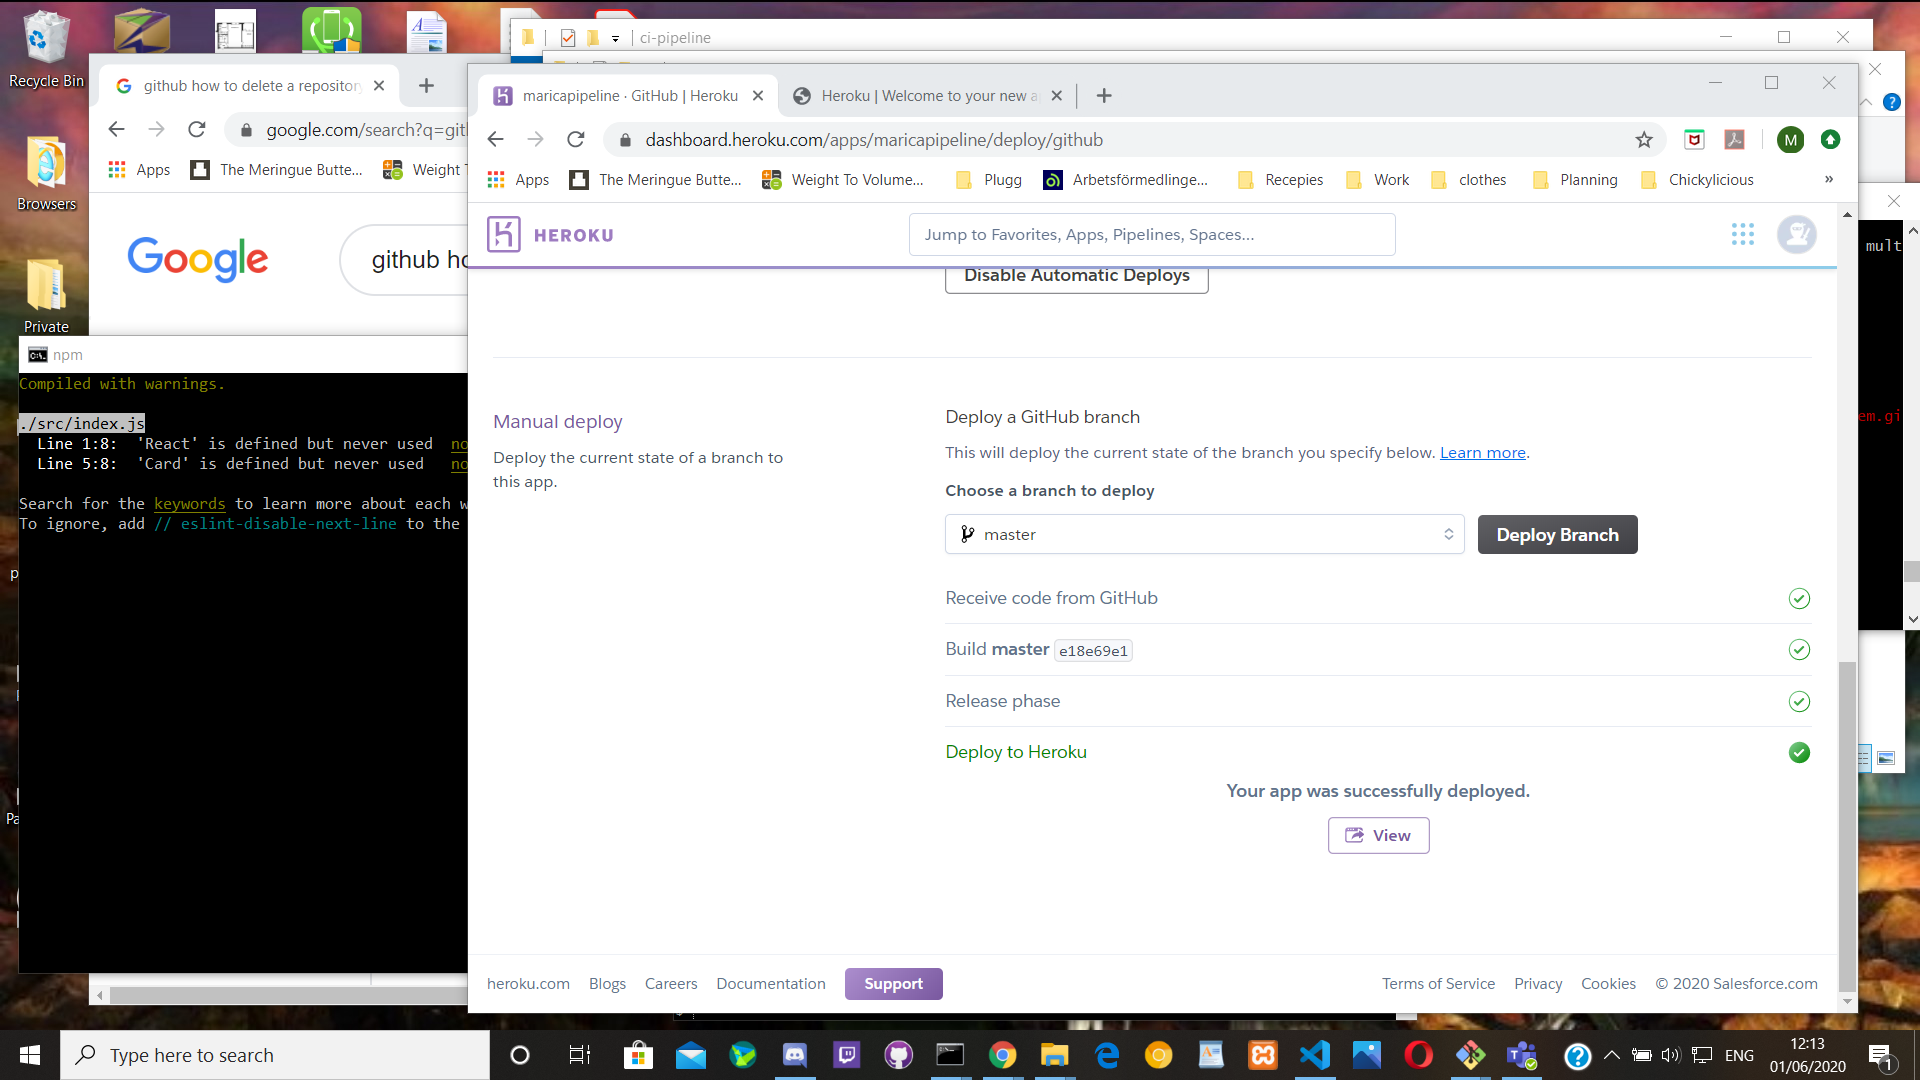 Recycle Bin
Browsers
Private
ci-pipeline
github how to delete a repository
google.com/search?q=gitl
Apps
The Meringue Butte...
Weight T
Google
github ho
npm
Compiled with warnings.
./src/index.js
Line 1:8:  'React' is defined but never used  no
Line 5:8:  'Card' is defined but never used  no
Search for the keywords to learn more about each w
To ignore, add // eslint-disable-next-line to the
maricapipeline · GitHub | Heroku
Heroku | Welcome to your new a
dashboard.heroku.com/apps/maricapipeline/deploy/github
M
Apps
The Meringue Butte...
Weight To Volume...
Plugg
Arbetsförmedlinge...
Recepies
Work
clothes
Planning
Chickylicious
»
HEROKU
Jump to Favorites, Apps, Pipelines, Spaces...
Disable Automatic Deploys
Manual deploy
Deploy the current state of a branch to
this app.
Deploy a GitHub branch
This will deploy the current state of the branch you specify below. Learn more.
Choose a branch to deploy
master
Deploy Branch
Receive code from GitHub
Build master e18e69e1
Release phase
Deploy to Heroku
Your app was successfully deployed.
View
heroku.com
Blogs
Careers
Documentation
Support
Terms of Service
Privacy
Cookies
© 2020 Salesforce.com
mult
em.gi
Pa
Type here to search
ENG
12:13
01/06/2020
1